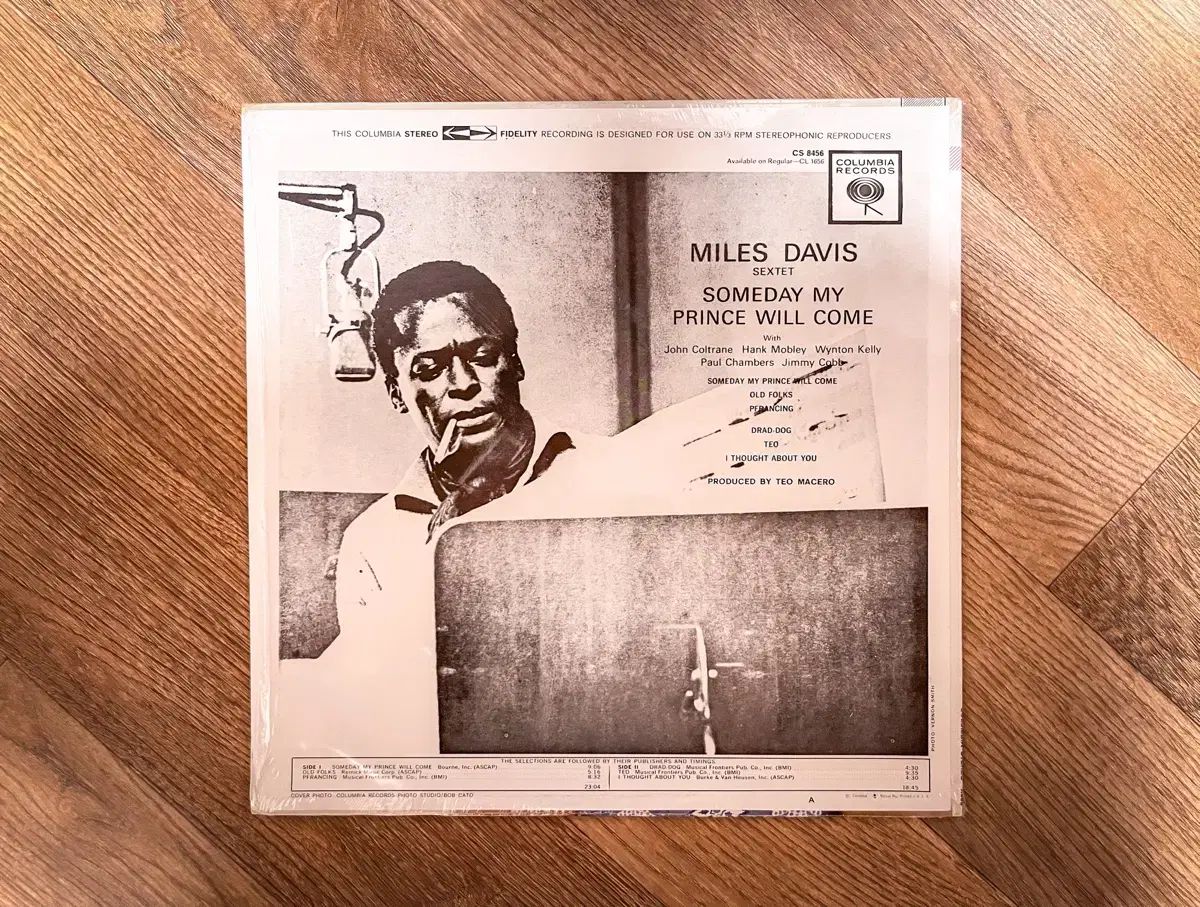 THIS COLUMBIA STEREO FIDELITY RECORDING IS DESIGNED FOR USE ON 33⅓ RPM STEREOPHONIC REPRODUCERS
CS 8456
Available on Regular—CL 1656
COLUMBIA
RECORDS
MILES DAVIS
SEXTET
SOMEDAY MY
PRINCE WILL COME
With
John Coltrane Hank Mobley Wynton Kelly
Paul Chambers Jimmy Cobb
SOMEDAY MY PRINCE WILL COME
OLD FOLKS
PFRANCING
DRAD-DOG
TEO
I THOUGHT ABOUT YOU
PRODUCED BY TEO MACERO
PHOTO: VERNON SMITH
THE SELECTIONS ARE FOLLOWED BY THEIR PUBLISHERS AND TIMINGS
SIDE I SOMEDAY MY PRINCE WILL COME Bourne, Inc. (ASCAP) 9:06
OLD FOLKS Remick Music Corp. (ASCAP) 5:16
PFRANCING Musical Frontiers Pub. Co., Inc. (BMI) 8:32
23:04
SIDE II DRAD-DOG Musical Frontiers Pub. Co., Inc. (BMI) 4:30
TEO Musical Frontiers Pub. Co., Inc. (BMI) 9:35
I THOUGHT ABOUT YOU Burke & Van Heusen, Inc. (ASCAP) 4:30
18:45
COVER PHOTO: COLUMBIA RECORDS PHOTO STUDIO/BOB CATO
A